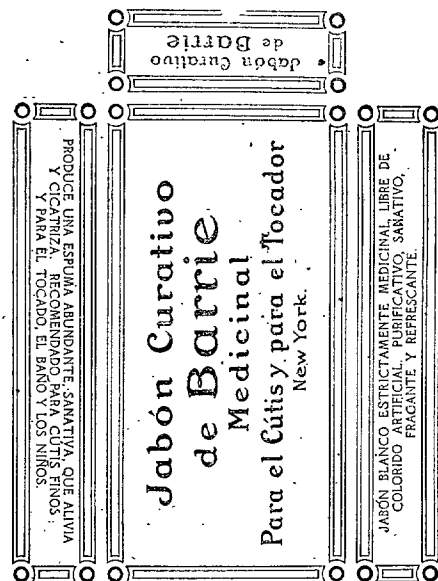 Jabón Curativo
de Barrie
Jabón Curativo
de Barrie
Medicinal
Para el Cútis y para el Tocador
New York.
PRODUCE UNA ESPUMA ABUNDANTE, SANATIVA, QUE ALIVIA
Y CICATRIZA. RECOMENDADO PARA CUTIS FINOS
Y PARA EL TOCADO, EL BAÑO Y LOS NIÑOS.
JABÓN BLANCO ESTRICTAMENTE MEDICINAL, LIBRE DE
COLORIDO ARTIFICIAL, PURIFICATIVO, SANATIVO,
FRAGANTE Y REFRESCANTE.